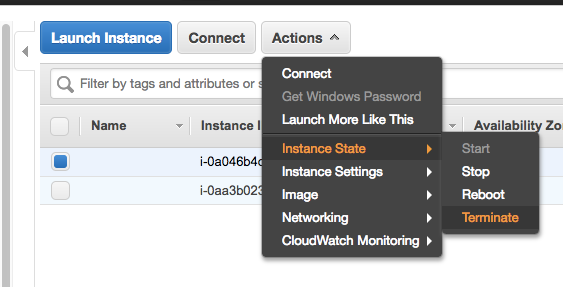 Launch Instance Connect Actions
Filter by tags and attributes or s
Connect
Get Windows Password
Launch More Like This
Name Instance I Availability Zo
Instance State
Instance Settings
Image
Networking
CloudWatch Monitoring
Start
Stop
Reboot
Terminate
i-0a046b4c
i-0aa3b023